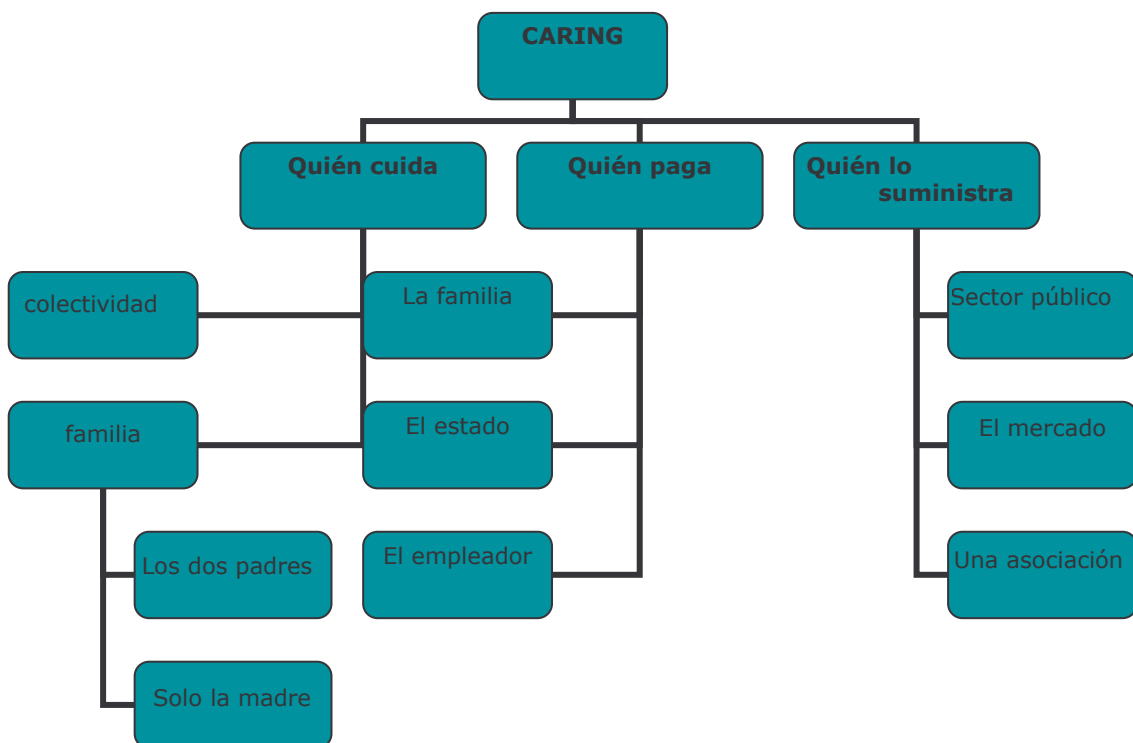 CARING
Quién cuida
Quién paga
Quién lo
suministra
colectividad
La familia
Sector público
familia
El estado
El mercado
Los dos padres
El empleador
Una asociación
Solo la madre